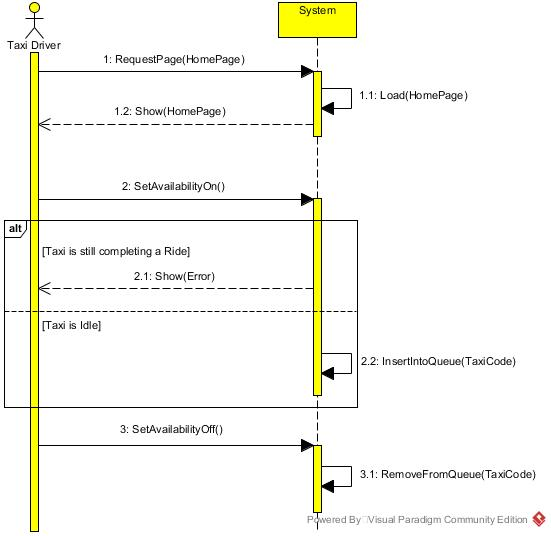 System
Taxi Driver
1: RequestPage(HomePage)
1.1: Load(HomePage)
1.2: Show(HomePage)
2: SetAvailabilityOn()
alt
[Taxi is still completing a Ride]
2.1: Show(Error)
[Taxi is Idle]
2.2: InsertIntoQueue(TaxiCode)
3: SetAvailabilityOff()
3.1: RemoveFromQueue(TaxiCode)
Powered By Visual Paradigm Community Edition